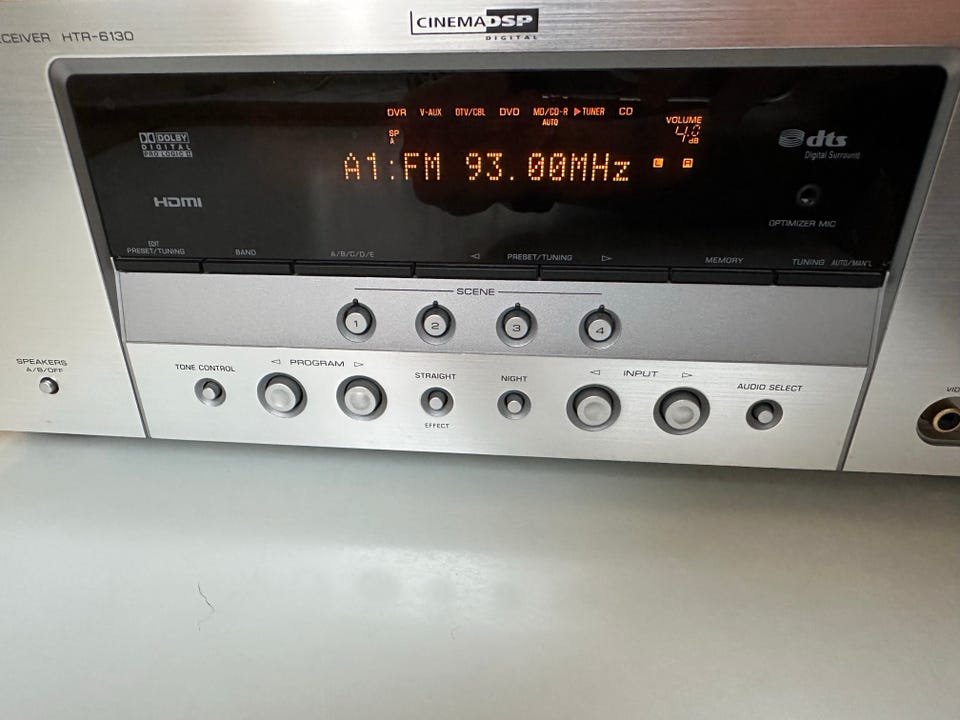 CINEMA DSP
DIGITAL
HTR-6130
DVR V-AUX DTV/CBL DVD MD/CD-R TUNER CD
AUTO
VOLUME
SP
A
dB
DOLBY
DIGITAL
PRO LOGIC II
A1:FM 93.00MHz
L R
dts
Digital Surround
HDMI
OPTIMIZER MIC
EDIT
PRESET/TUNING
BAND
A/B/C/D/E
◁ PRESET/TUNING ▷
MEMORY
TUNING AUTO/MAN'L
SCENE
1 2 3 4
SPEAKERS
A/B/OFF
TONE CONTROL
◁ PROGRAM ▷
STRAIGHT
EFFECT
NIGHT
◁ INPUT ▷
AUDIO SELECT